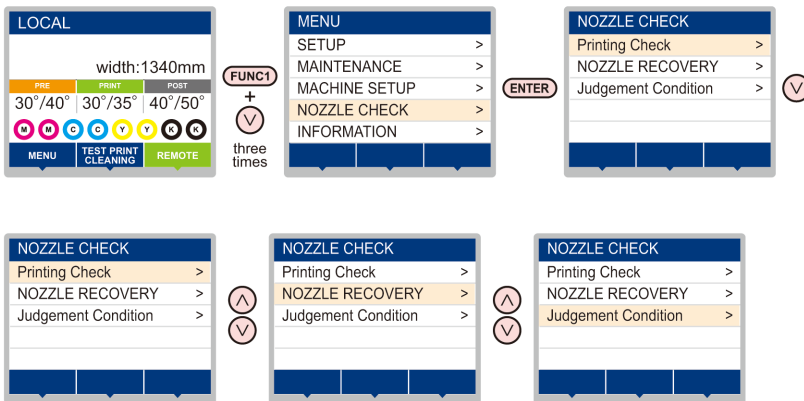 LOCAL
width:1340mm
PRE PRINT POST
30°/40° 30°/35° 40°/50°
M M C C Y Y K K
MENU TEST PRINT CLEANING REMOTE
FUNC1
+
three
times
MENU
SETUP >
MAINTENANCE >
MACHINE SETUP >
NOZZLE CHECK >
INFORMATION >
ENTER
NOZZLE CHECK
Printing Check >
NOZZLE RECOVERY >
Judgement Condition >
NOZZLE CHECK
Printing Check >
NOZZLE RECOVERY >
Judgement Condition >
NOZZLE CHECK
Printing Check >
NOZZLE RECOVERY >
Judgement Condition >
NOZZLE CHECK
Printing Check >
NOZZLE RECOVERY >
Judgement Condition >